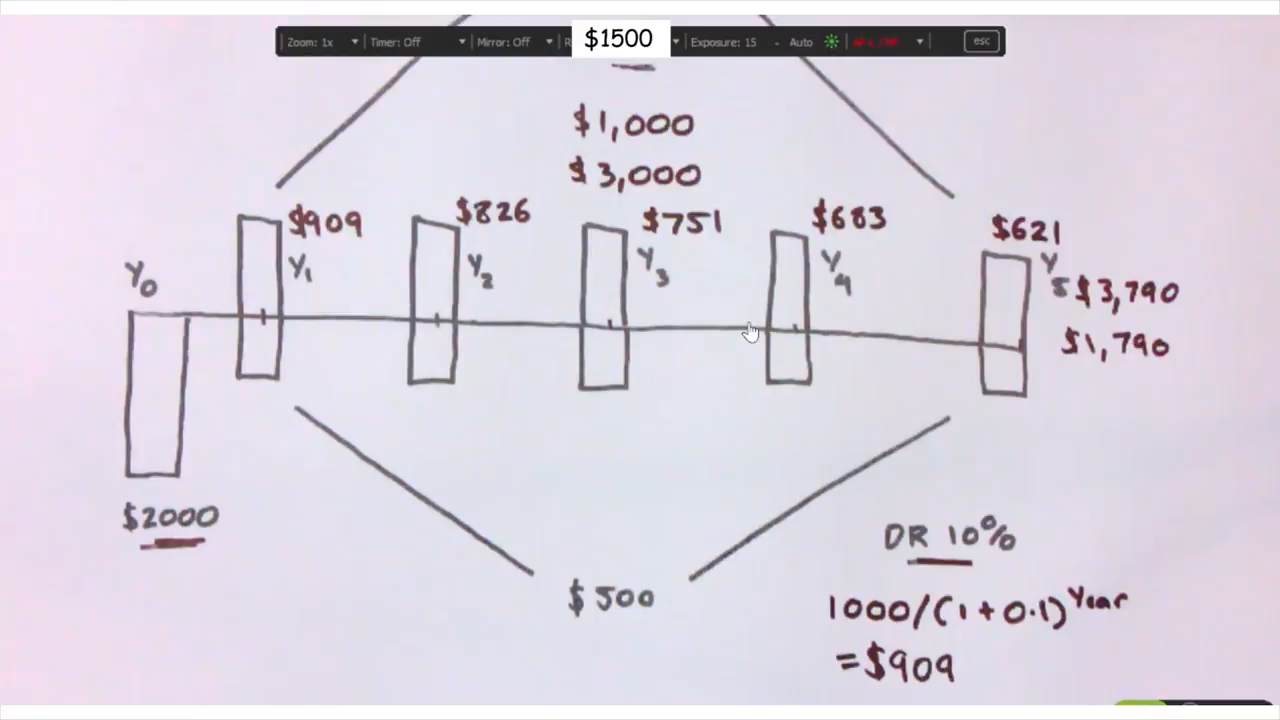 Zoom: 1x Timer: Off Mirror: Off $1500 Exposure: 15 - Auto esc
$1,000
$3,000
$909 $826 $751 $683 $621
Y0 Y1 Y2 Y3 Y4 Y5
$3,790
$1,790
$2000
DR 10%
$500
1000/(1+0.1)Year
=$909